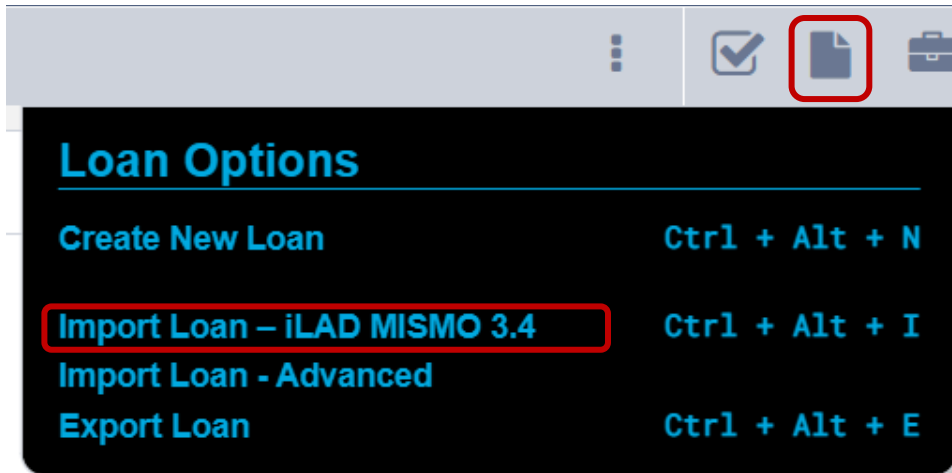 Loan Options
Create New Loan Ctrl + Alt + N
Import Loan – iLAD MISMO 3.4 Ctrl + Alt + I
Import Loan - Advanced
Export Loan Ctrl + Alt + E